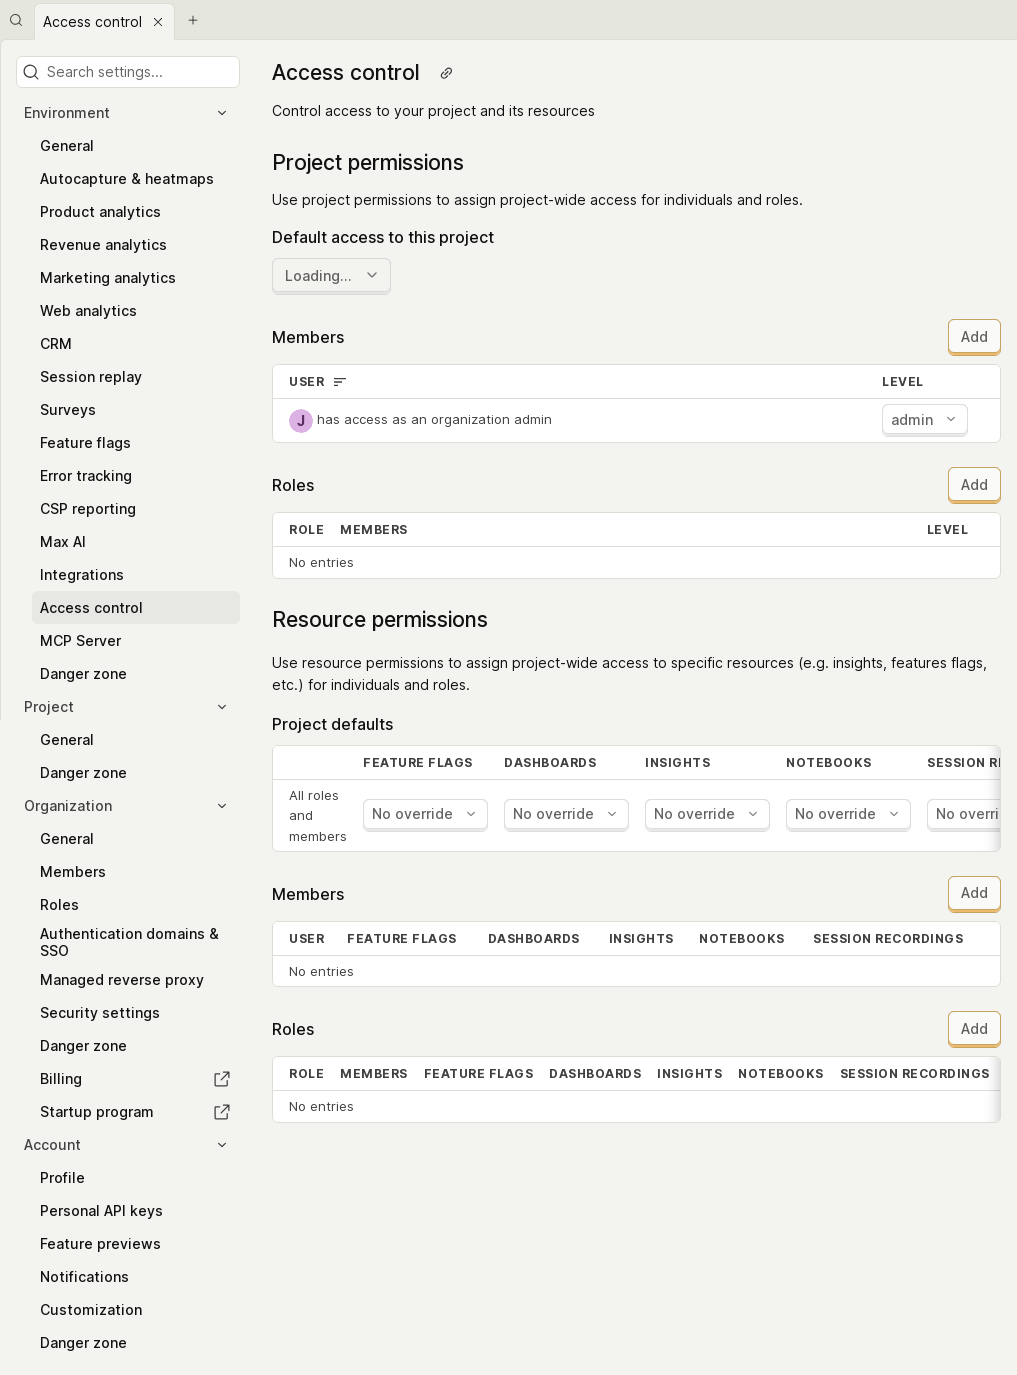 Access control
Search settings...
Environment
General
Autocapture & heatmaps
Product analytics
Revenue analytics
Marketing analytics
Web analytics
CRM
Session replay
Surveys
Feature flags
Error tracking
CSP reporting
Max AI
Integrations
Access control
MCP Server
Danger zone
Project
General
Danger zone
Organization
General
Members
Roles
Authentication domains &
SSO
Managed reverse proxy
Security settings
Danger zone
Billing
Startup program
Account
Profile
Personal API keys
Feature previews
Notifications
Customization
Danger zone
Access control
Control access to your project and its resources
Project permissions
Use project permissions to assign project-wide access for individuals and roles.
Default access to this project
Loading...
Members Add
USER LEVEL
J has access as an organization admin admin
Roles Add
ROLE MEMBERS LEVEL
No entries
Resource permissions
Use resource permissions to assign project-wide access to specific resources (e.g. insights, features flags,
etc.) for individuals and roles.
Project defaults
FEATURE FLAGS DASHBOARDS INSIGHTS NOTEBOOKS SESSION
All roles
and
members
No override No override No override No override No
Members Add
USER FEATURE FLAGS DASHBOARDS INSIGHTS NOTEBOOKS SESSION RECORDINGS
No entries
Roles Add
ROLE MEMBERS FEATURE FLAGS DASHBOARDS INSIGHTS NOTEBOOKS SESSION RECORDINGS
No entries